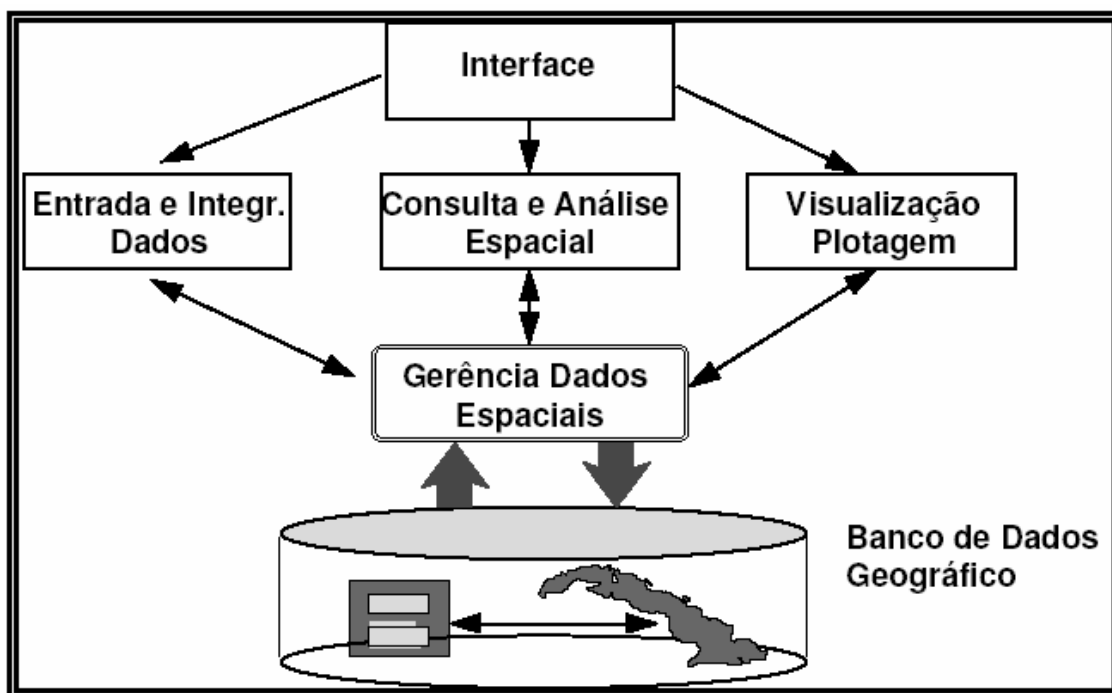 Interface
Entrada e Integr.
Dados
Consulta e Análise
Espacial
Visualização
Plotagem
Gerência Dados
Espaciais
Banco de Dados
Geográfico